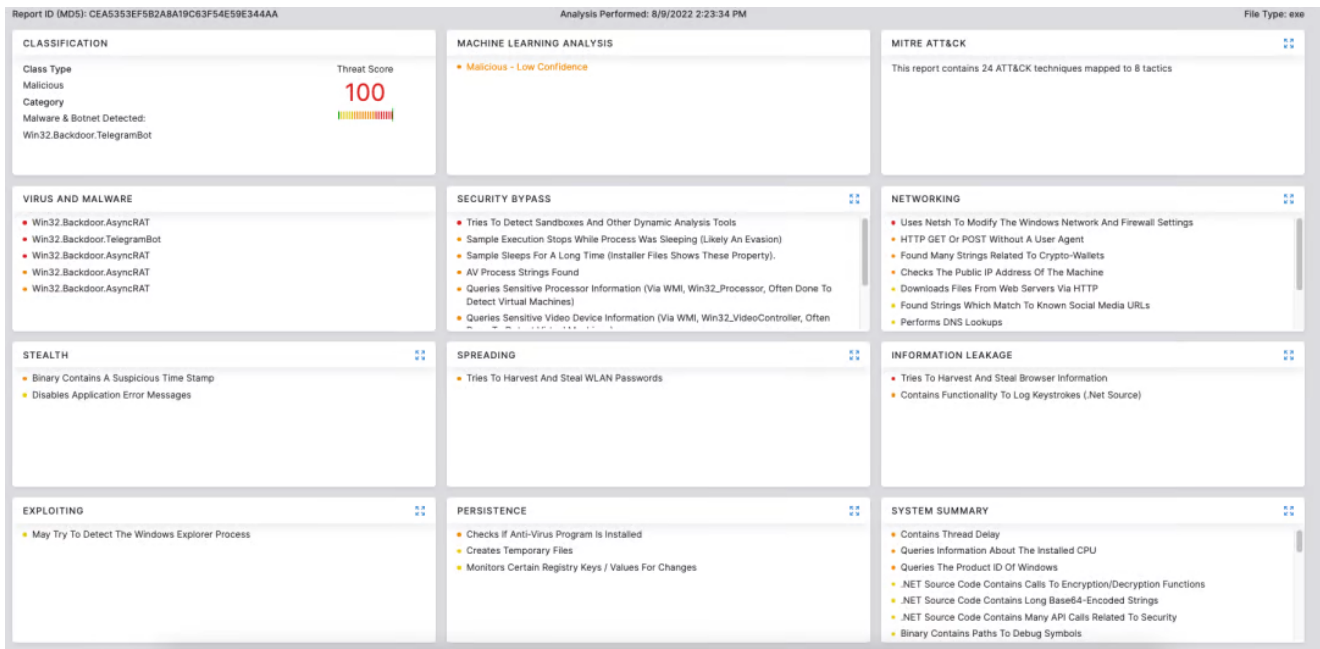 Report ID (MD5): CEA5353EF5B2A8A19C63F54E59E344AA
Analysis Performed: 8/9/2022 2:23:34 PM
File Type: exe
CLASSIFICATION
Class Type
Threat Score
Malicious
100
Category
Malware & Botnet Detected:
Win32.Backdoor.TelegramBot
MACHINE LEARNING ANALYSIS
Malicious - Low Confidence
MITRE ATT&CK
This report contains 24 ATT&CK techniques mapped to 8 tactics
VIRUS AND MALWARE
Win32.Backdoor.AsyncRAT
Win32.Backdoor.TelegramBot
Win32.Backdoor.AsyncRAT
Win32.Backdoor.AsyncRAT
Win32.Backdoor.AsyncRAT
SECURITY BYPASS
Tries To Detect Sandboxes And Other Dynamic Analysis Tools
Sample Execution Stops While Process Was Sleeping (Likely An Evasion)
Sample Sleeps For A Long Time (Installer Files Shows These Property).
AV Process Strings Found
Queries Sensitive Processor Information (Via WMI, Win32_Processor, Often Done To
Detect Virtual Machines)
Queries Sensitive Video Device Information (Via WMI, Win32_VideoController, Often
NETWORKING
Uses Netsh To Modify The Windows Network And Firewall Settings
HTTP GET Or POST Without A User Agent
Found Many Strings Related To Crypto-Wallets
Checks The Public IP Address Of The Machine
Downloads Files From Web Servers Via HTTP
Found Strings Which Match To Known Social Media URLs
Performs DNS Lookups
STEALTH
Binary Contains A Suspicious Time Stamp
Disables Application Error Messages
SPREADING
Tries To Harvest And Steal WLAN Passwords
INFORMATION LEAKAGE
Tries To Harvest And Steal Browser Information
Contains Functionality To Log Keystrokes (.Net Source)
EXPLOITING
May Try To Detect The Windows Explorer Process
PERSISTENCE
Checks If Anti-Virus Program Is Installed
Creates Temporary Files
Monitors Certain Registry Keys / Values For Changes
SYSTEM SUMMARY
Contains Thread Delay
Queries Information About The Installed CPU
Queries The Product ID Of Windows
.NET Source Code Contains Calls To Encryption/Decryption Functions
.NET Source Code Contains Long Base64-Encoded Strings
.NET Source Code Contains Many API Calls Related To Security
Binary Contains Paths To Debug Symbols